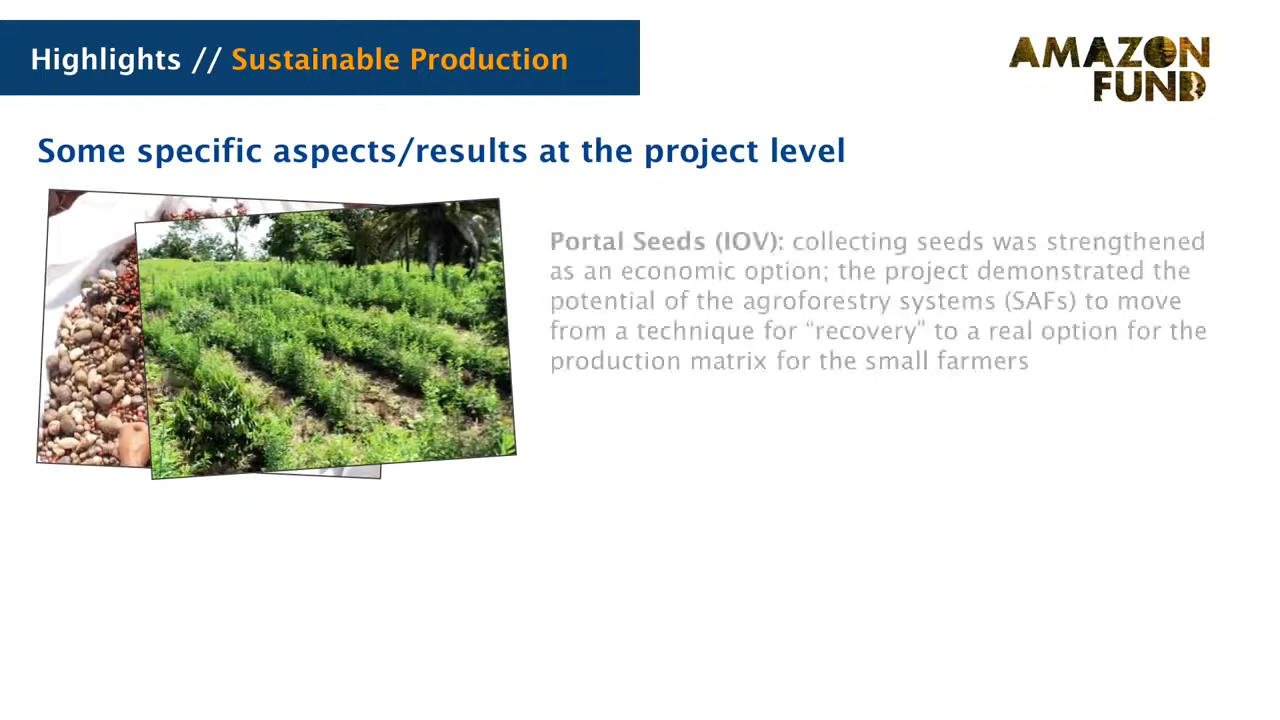 Highlights // Sustainable Production
AMAZON
FUND
Some specific aspects/results at the project level
Portal Seeds (IOV): collecting seeds was strengthened
as an economic option; the project demonstrated the
potential of the agroforestry systems (SAFs) to move
from a technique for “recovery" to a real option for the
production matrix for the small farmers